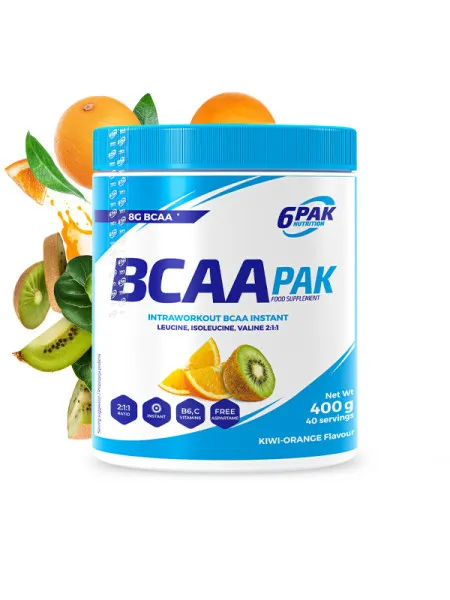 8G BCAA *
6PAK
NUTRITION
BCAA PAK
FOOD SUPPLEMENT
INTRAWORKOUT BCAA INSTANT
LEUCINE, ISOLEUCINE, VALINE 2:1:1
2:1:1
RATIO
INSTANT
B6,C
VITAMINS
FREE
ASPARTAME
Net Wt
400 g
40 servings
KIWI-ORANGE Flavour